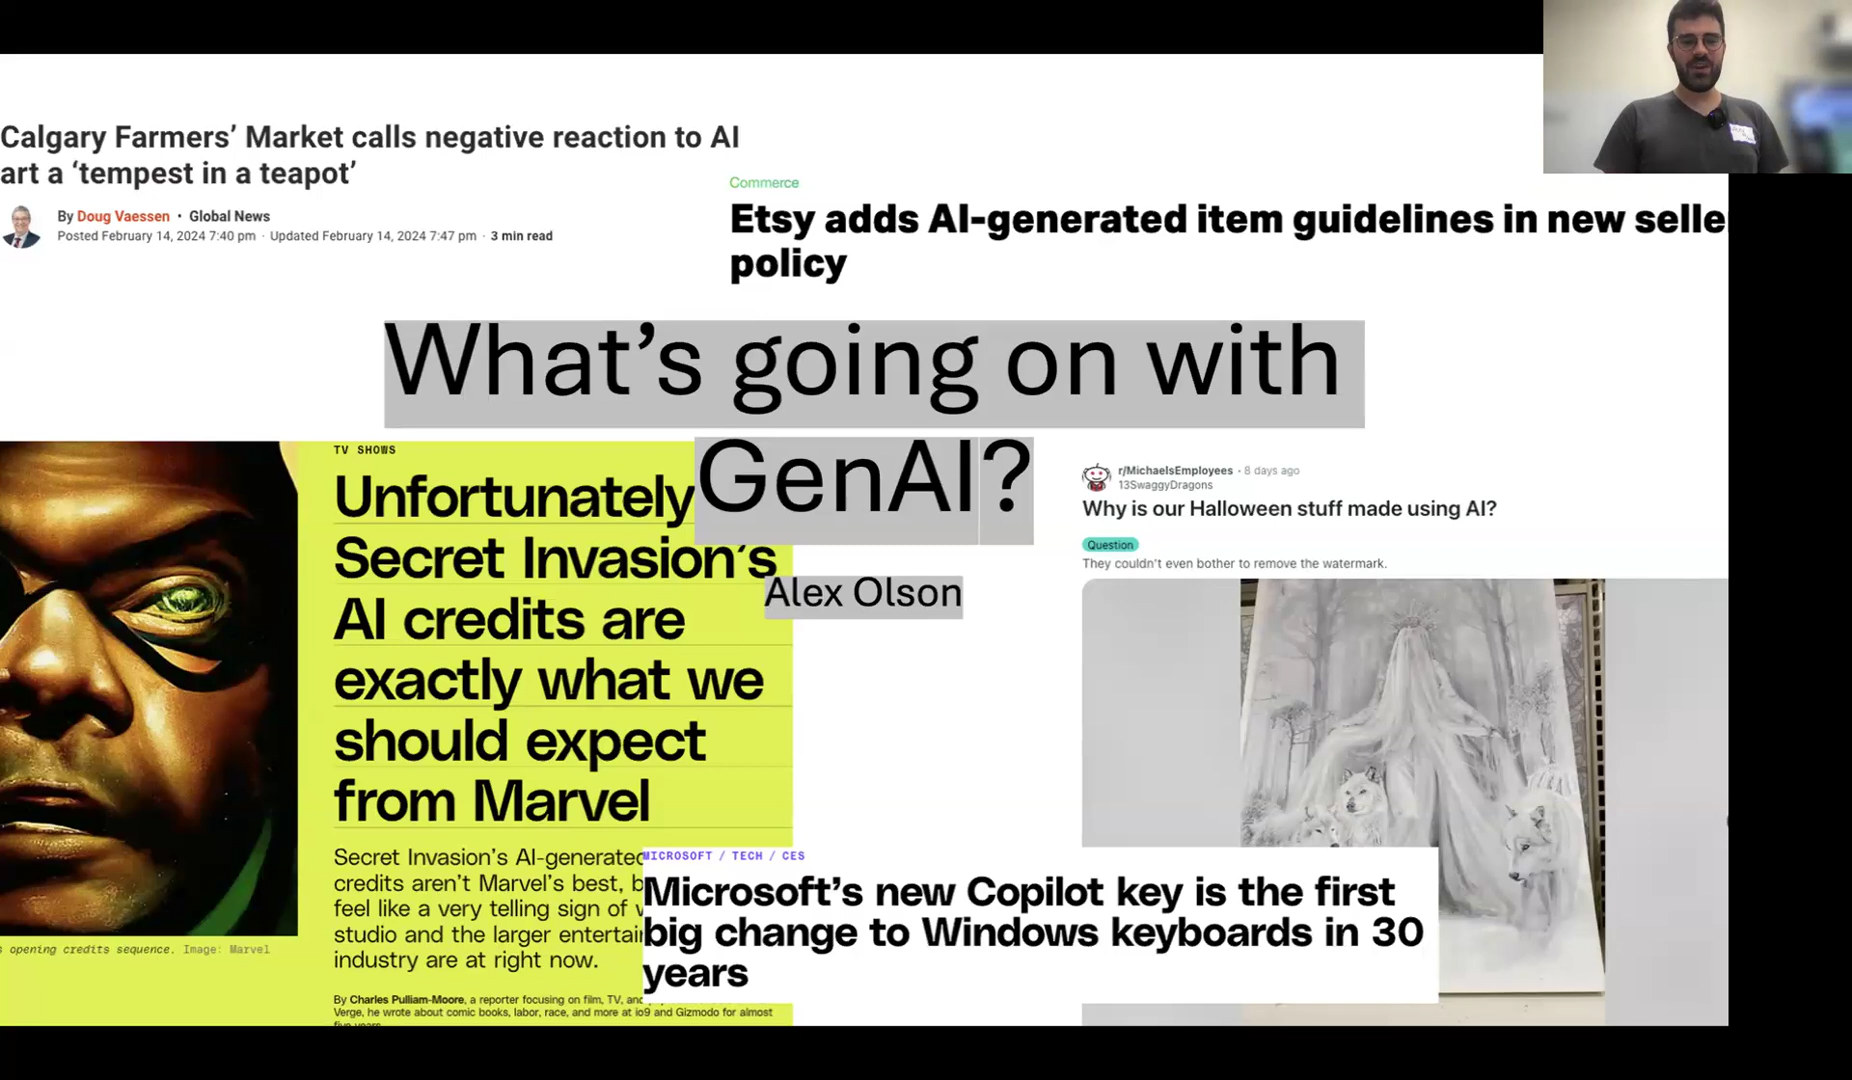 Calgary Farmers’ Market calls negative reaction to AI
art a ‘tempest in a teapot’
By Doug Vaessen • Global News
Posted February 14, 2024 7:40 pm · Updated February 14, 2024 7:47 pm · 3 min read
Commerce
Etsy adds AI-generated item guidelines in new selle
policy
What’s going on with
GenAI?
Alex Olson
TV SHOWS
Unfortunately
Secret Invasion’s
AI credits are
exactly what we
should expect
from Marvel
Secret Invasion’s AI-generated
credits aren’t Marvel’s best, b
feel like a very telling sign of
studio and the larger entertain
industry are at right now.
By Charles Pulliam-Moore, a reporter focusing on film, TV, and
Verge, he wrote about comic books, labor, race, and more at io9 and Gizmodo for almost
five years
opening credits sequence. Image: Marvel
r/MichaelsEmployees · 8 days ago
13SwaggyDragons
Why is our Halloween stuff made using AI?
Question
They couldn't even bother to remove the watermark.
MICROSOFT / TECH / CES
Microsoft’s new Copilot key is the first
big change to Windows keyboards in 30
years